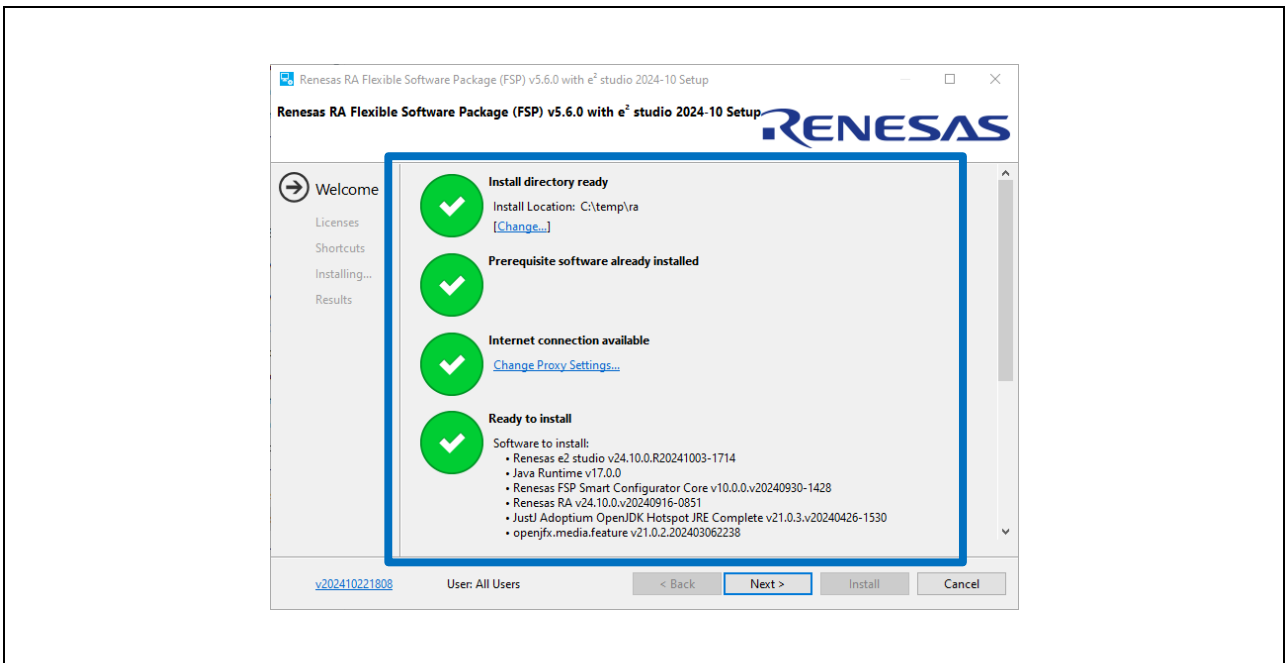 Renesas RA Flexible Software Package (FSP) v5.6.0 with e² studio 2024-10 Setup
Renesas RA Flexible Software Package (FSP) v5.6.0 with e² studio 2024-10 Setup
RENESAS
Welcome
Licenses
Shortcuts
Installing...
Results
Install directory ready
Install Location: C:\temp\ra
[Change...]
Prerequisite software already installed
Internet connection available
Change Proxy Settings...
Ready to install
Software to install:
• Renesas e2 studio v24.10.0.R20241003-1714
• Java Runtime v17.0.0
• Renesas FSP Smart Configurator Core v10.0.0.v20240930-1428
• Renesas RA v24.10.0.v20240916-0851
• JustJ Adoptium OpenJDK Hotspot JRE Complete v21.0.3.v20240426-1530
• openjfx.media.feature v21.0.2.202403062238
v202410221808 User: All Users < Back Next > Install Cancel